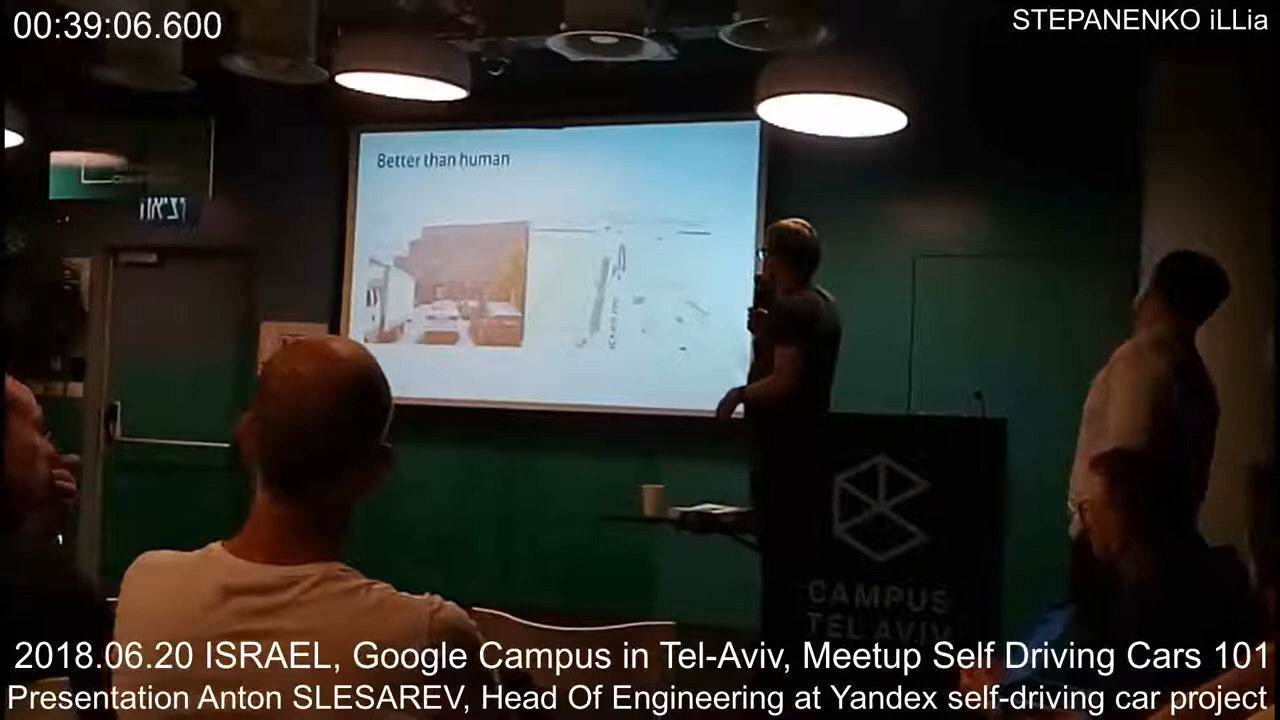 00:39:06.600
STEPANENKO iLLia
Better than human
יציאה
CAMPUS
TEL AVIV
2018.06.20 ISRAEL, Google Campus in Tel-Aviv, Meetup Self Driving Cars 101
Presentation Anton SLESAREV, Head Of Engineering at Yandex self-driving car project